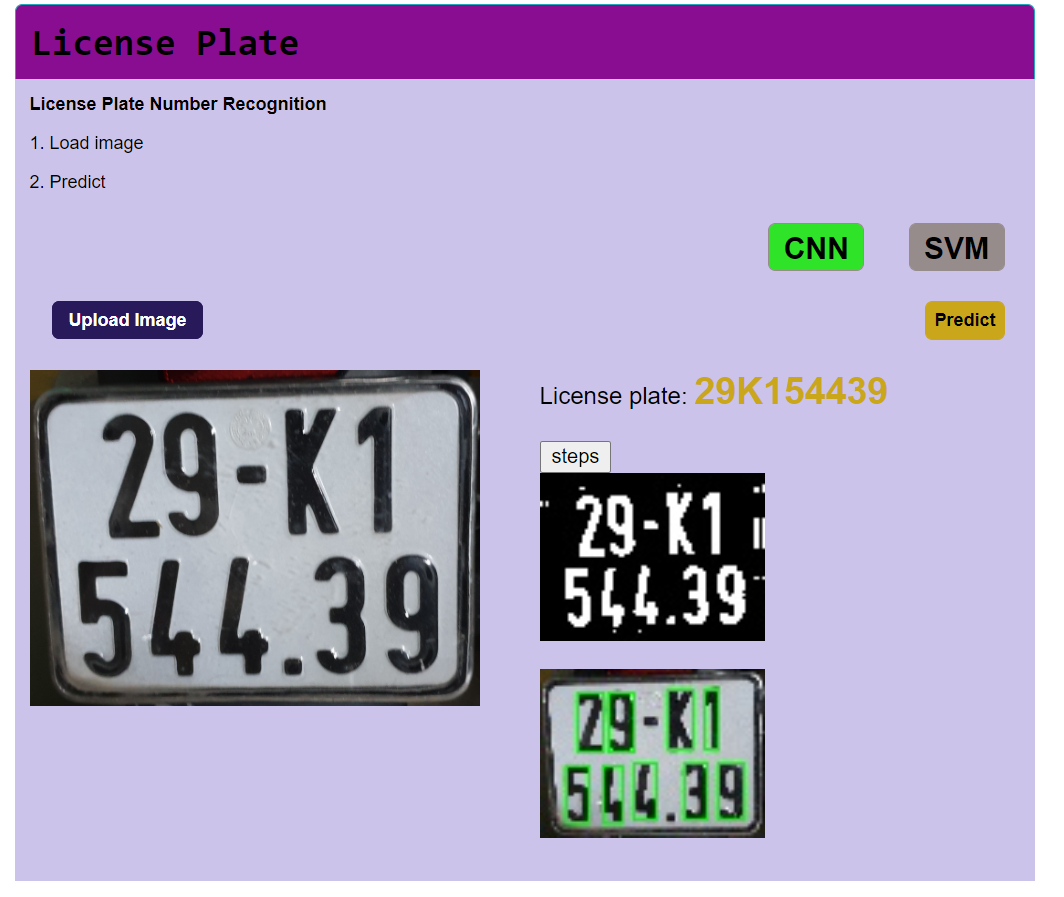 License Plate
License Plate Number Recognition
1. Load image
2. Predict
CNN SVM
Upload Image Predict
29-K1
544.39
License plate: 29K154439
steps
29-K1
544.39
29-K1
544.39